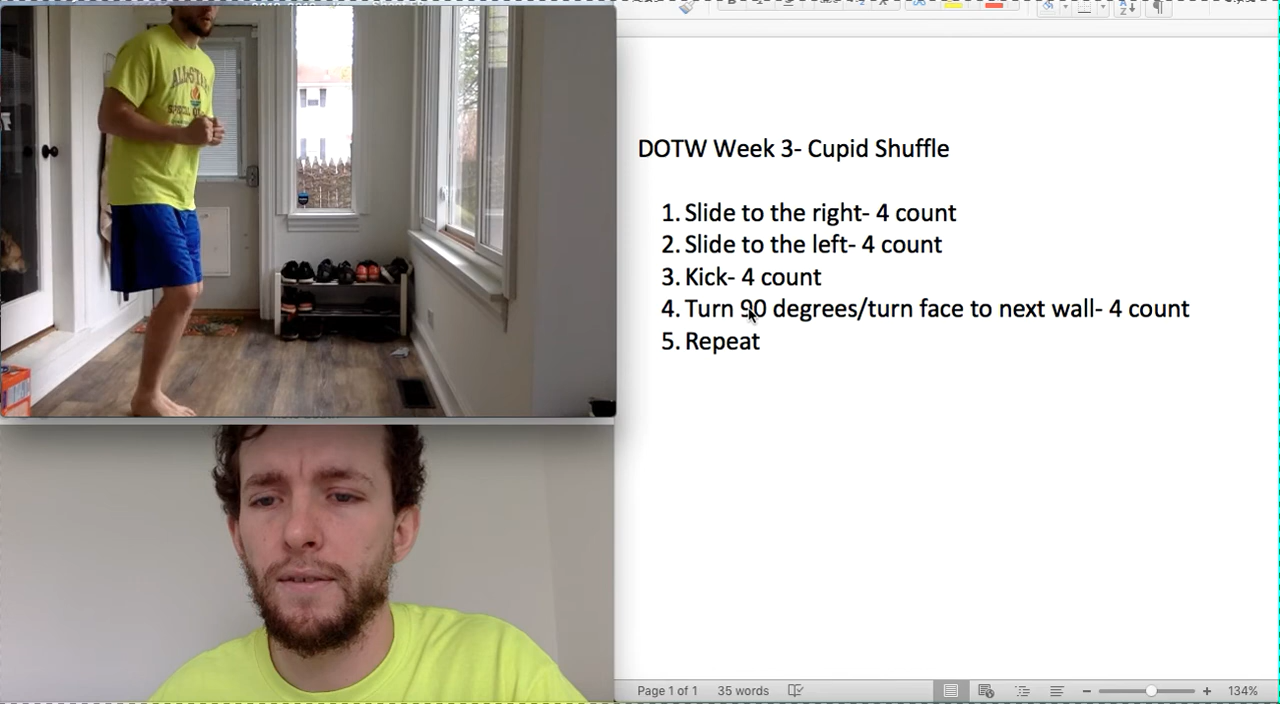 DOTW Week 3- Cupid Shuffle
1. Slide to the right- 4 count
2. Slide to the left- 4 count
3. Kick- 4 count
4. Turn 90 degrees/turn face to next wall- 4 count
5. Repeat
Page 1 of 1 35 words 134%